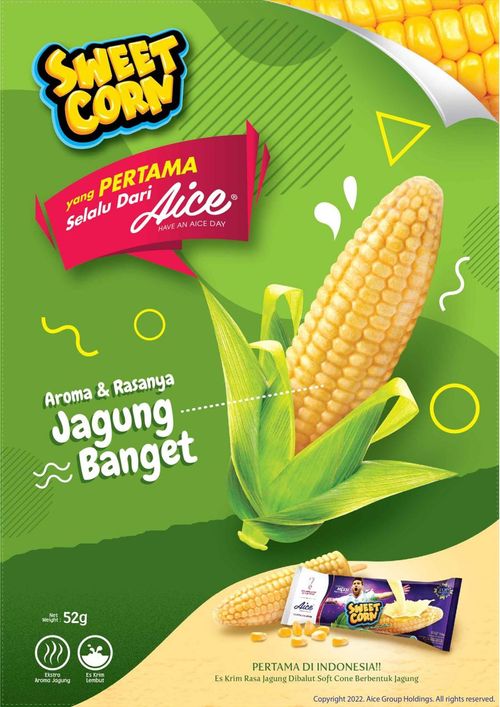 SWEET
CORN
yang PERTAMA
Selalu Dari Aice®
HAVE AN AICE DAY
Aroma & Rasanya
Jagung
Banget
Net
Weight : 52g
Ekstra
Aroma Jagung
Es Krim
Lembut
Aice
SWEET
CORN
PERTAMA DI INDONESIA!!
Es Krim Rasa Jagung Dibalut Soft Cone Berbentuk Jagung
Copyright 2022. Aice Group Holdings. All rights reserved.